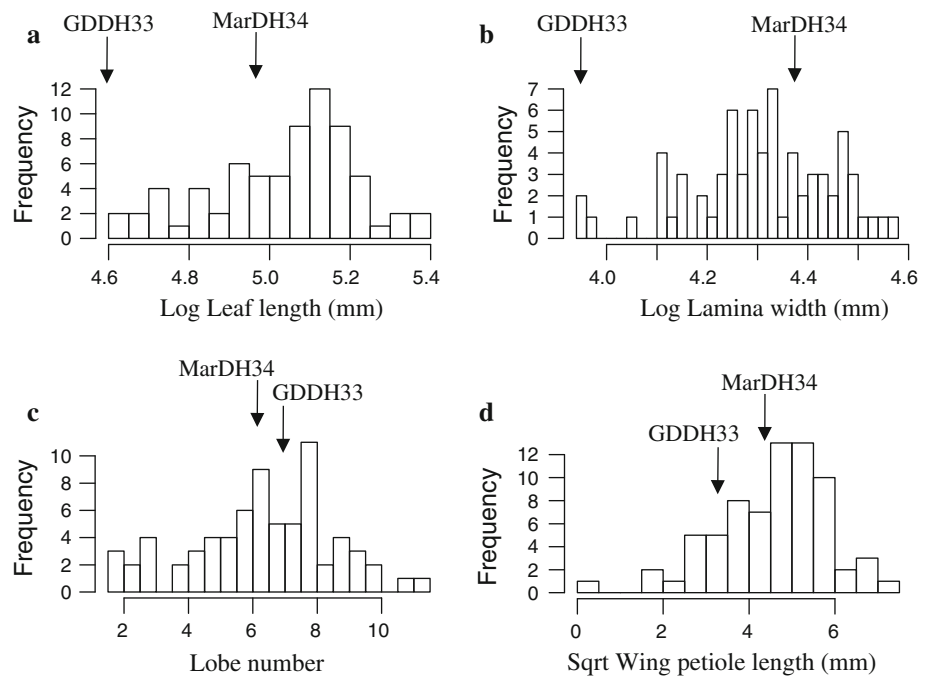 GDDH33
MarDH34
a
Frequency
12
10
8
6
4
2
0
4.6 4.8 5.0 5.2 5.4
Log Leaf length (mm)
GDDH33
MarDH34
b
Frequency
7
6
5
4
3
2
1
0
4.0 4.2 4.4 4.6
Log Lamina width (mm)
MarDH34
GDDH33
c
Frequency
10
8
6
4
2
0
2 4 6 8 10
Lobe number
MarDH34
GDDH33
d
Frequency
12
10
8
6
4
2
0
0 2 4 6
Sqrt Wing petiole length (mm)